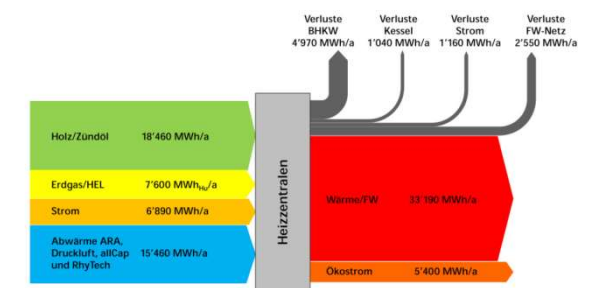 Verluste
BHKW
4'970 MWh/a
Verluste
Kessel
1'040 MWh/a
Verluste
Strom
1'160 MWh/a
Verluste
FW-Netz
2'550 MWh/a
Holz/Zündöl 18'460 MWh/a
Erdgas/HEL 7'600 MWh_Hu/a
Strom 6'890 MWh/a
Abwärme ARA,
Druckluft, allCap 15'460 MWh/a
und RhyTech
Heizzentralen
Wärme/FW 33'190 MWh/a
Ökostrom 5'400 MWh/a